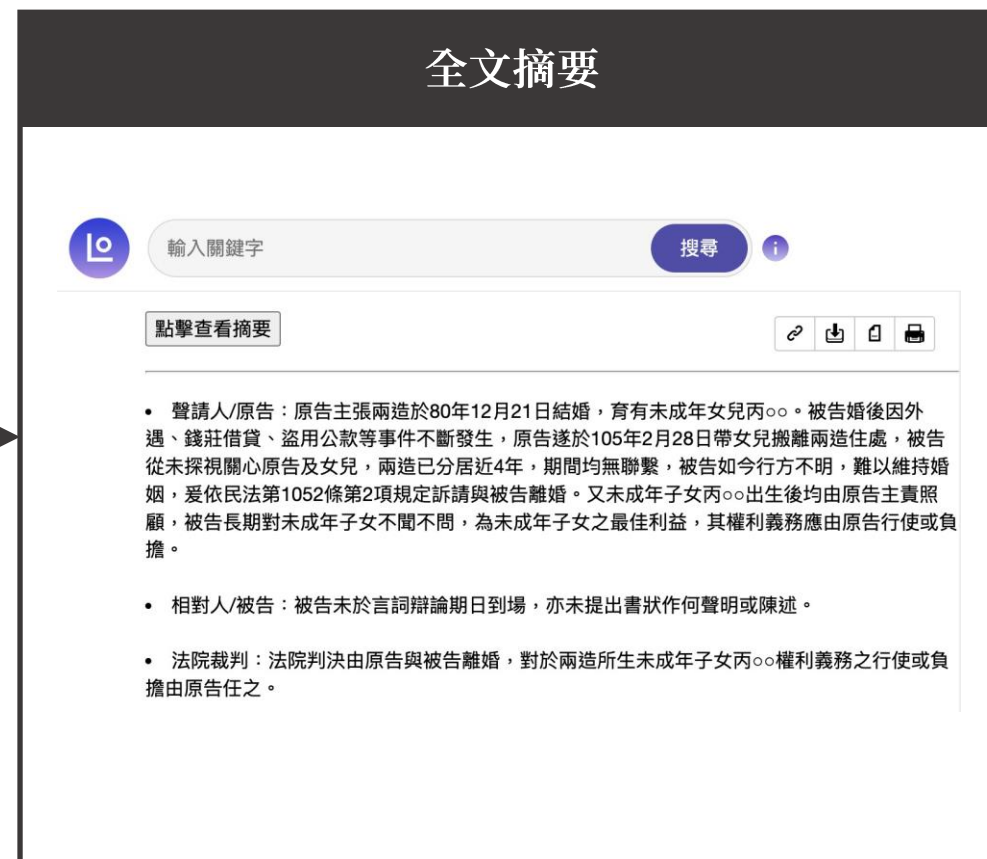 全文摘要
輸入關鍵字
搜尋
i
點擊查看摘要
• 聲請人/原告：原告主張兩造於80年12月21日結婚，育有未成年女兒丙○○。被告婚後因外
遇、錢莊借貸、盜用公款等事件不斷發生，原告遂於105年2月28日帶女兒搬離兩造住處，被告
從未探視關心原告及女兒，兩造已分居近4年，期間均無聯繫，被告如今行方不明，難以維持婚
姻，爰依民法第1052條第2項規定訴請與被告離婚。又未成年子女丙○○出生後均由原告主責照
顧，被告長期對未成年子女不聞不問，為未成年子女之最佳利益，其權利義務應由原告行使或負
擔。
• 相對人/被告：被告未於言詞辯論期日到場，亦未提出書狀作何聲明或陳述。
• 法院裁判：法院判決由原告與被告離婚，對於兩造所生未成年子女丙○○權利義務之行使或負
擔由原告任之。